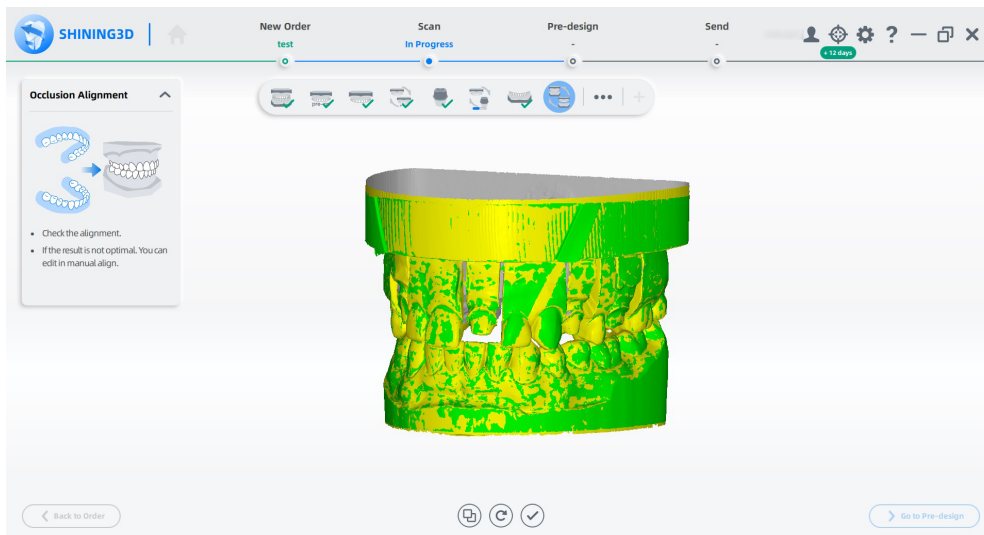 SHINING3D
New Order
test
Scan
In Progress
Pre-design
-
Send
-
+ 12 days
?
Occlusion Alignment
pre-
• Check the alignment.
• If the result is not optimal. You can
edit in manual align.
Back to Order
Go to Pre-design